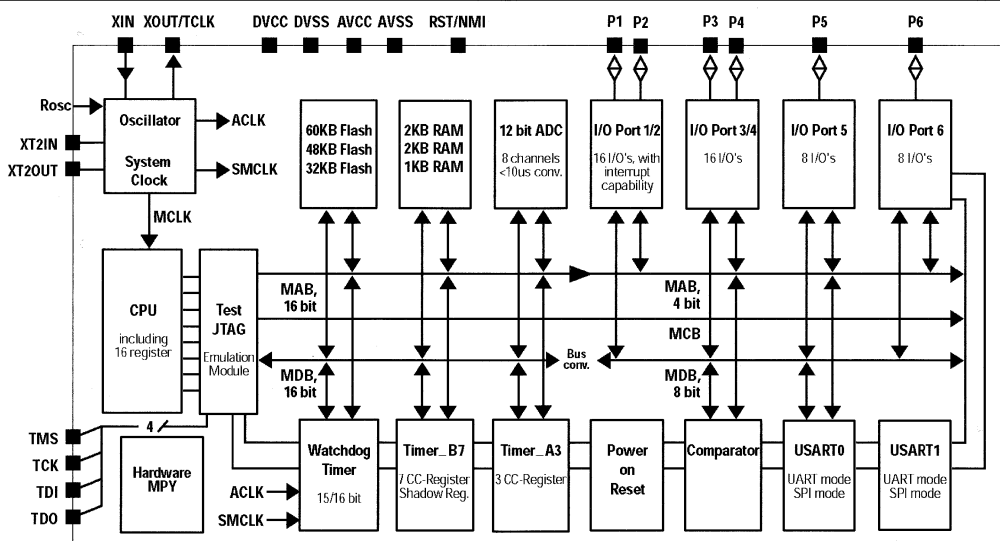 XIN XOUT/TCLK DVCC DVSS AVCC AVSS RST/NMI P1 P2 P3 P4 P5 P6
Rosc
XT2IN
XT2OUT
Oscillator
System
Clock
ACLK
SMCLK
MCLK
60KB Flash
48KB Flash
32KB Flash
2KB RAM
2KB RAM
1KB RAM
12 bit ADC
8 channels
<10us conv.
I/O Port 1/2
16 I/O's, with
interrupt
capability
I/O Port 3/4
16 I/O's
I/O Port 5
8 I/O's
I/O Port 6
8 I/O's
CPU
including
16 register
Test
JTAG
Emulation
Module
MAB,
16 bit
MAB,
4 bit
MCB
MDB,
16 bit
Bus
conv.
MDB,
8 bit
TMS
TCK
TDI
TDO
4
Hardware
MPY
ACLK
SMCLK
Watchdog
Timer
15/16 bit
Timer_B7
7 CC-Register
Shadow Reg.
Timer_A3
3 CC-Register
Power
on
Reset
Comparator
USART0
UART mode
SPI mode
USART1
UART mode
SPI mode